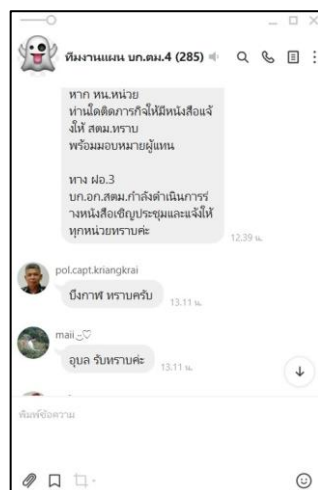 ทีมงานแผน บก.ตม.4 (285)
หาก หน.หน่วย
ท่านใดติดภารกิจให้มีหนังสือแจ้
งให้ สตม.ทราบ
พร้อมมอบหมายผู้แทน
ทาง ฝอ.3
บก.อก.สตม.กำลังดำเนินการร่
างหนังสือเชิญประชุมและแจ้งให้
ทุกหน่วยทราบค่ะ
12.39 น.
pol.capt.kriangkrai
บึงกาฬ ทราบครับ
13.11 น.
maii
อุบล รับทราบค่ะ
13.11 น.
พิมพ์ข้อความ